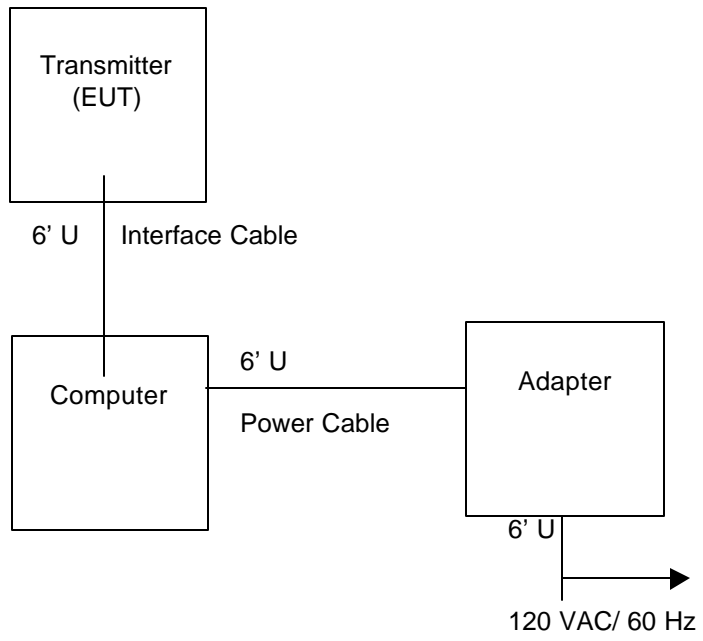 Transmitter
(EUT)
6’ U
Interface Cable
6’ U
Computer
Adapter
Power Cable
6’ U
120 VAC/ 60 Hz